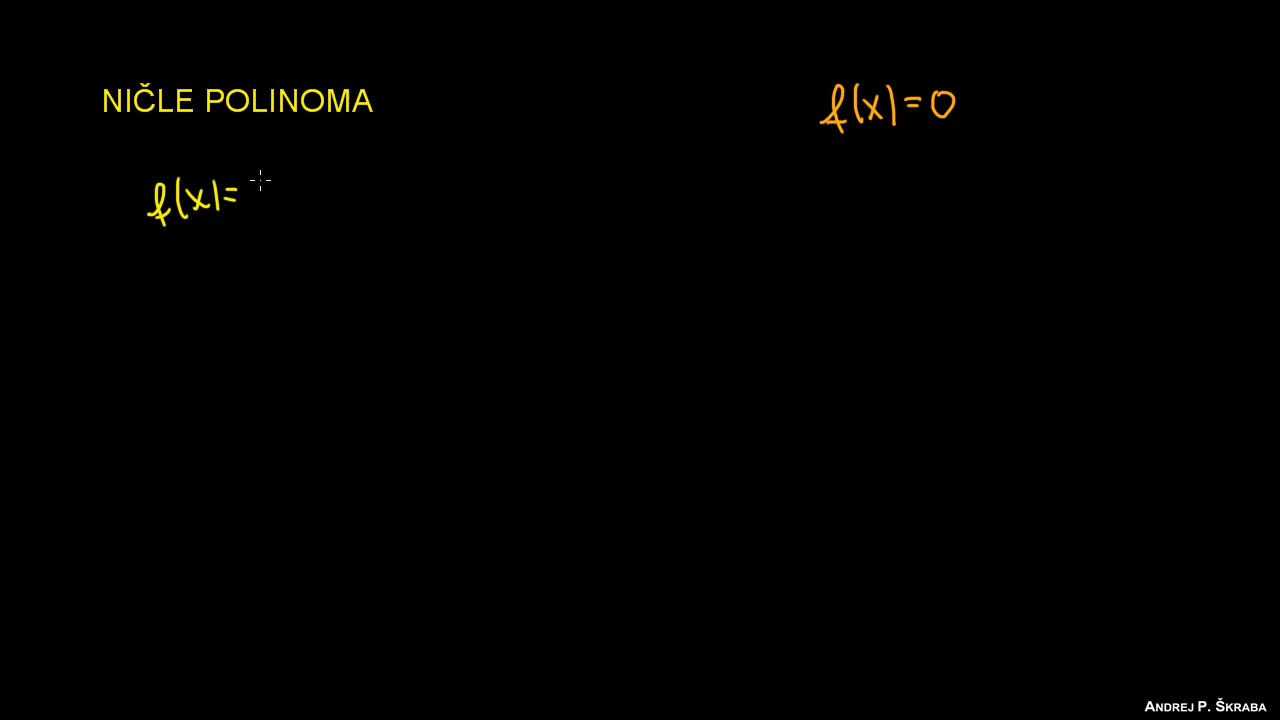 NIČLE POLINOMA
f(x)=0
f(x)=
ANDREJ P. ŠKRABA